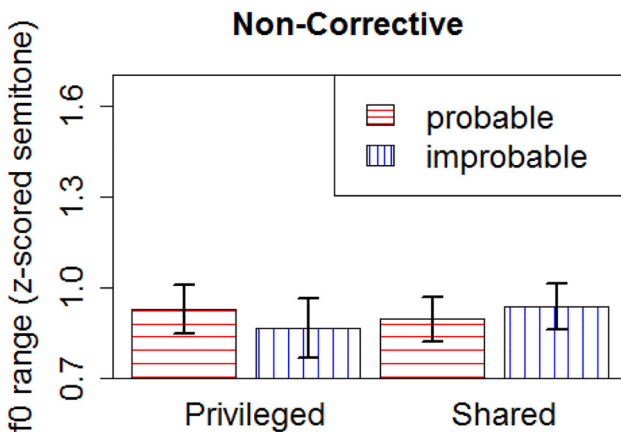 Non-Corrective
f0 range (z-scored semitone)
1.6
1.3
1.0
0.7
probable
improbable
Privileged
Shared